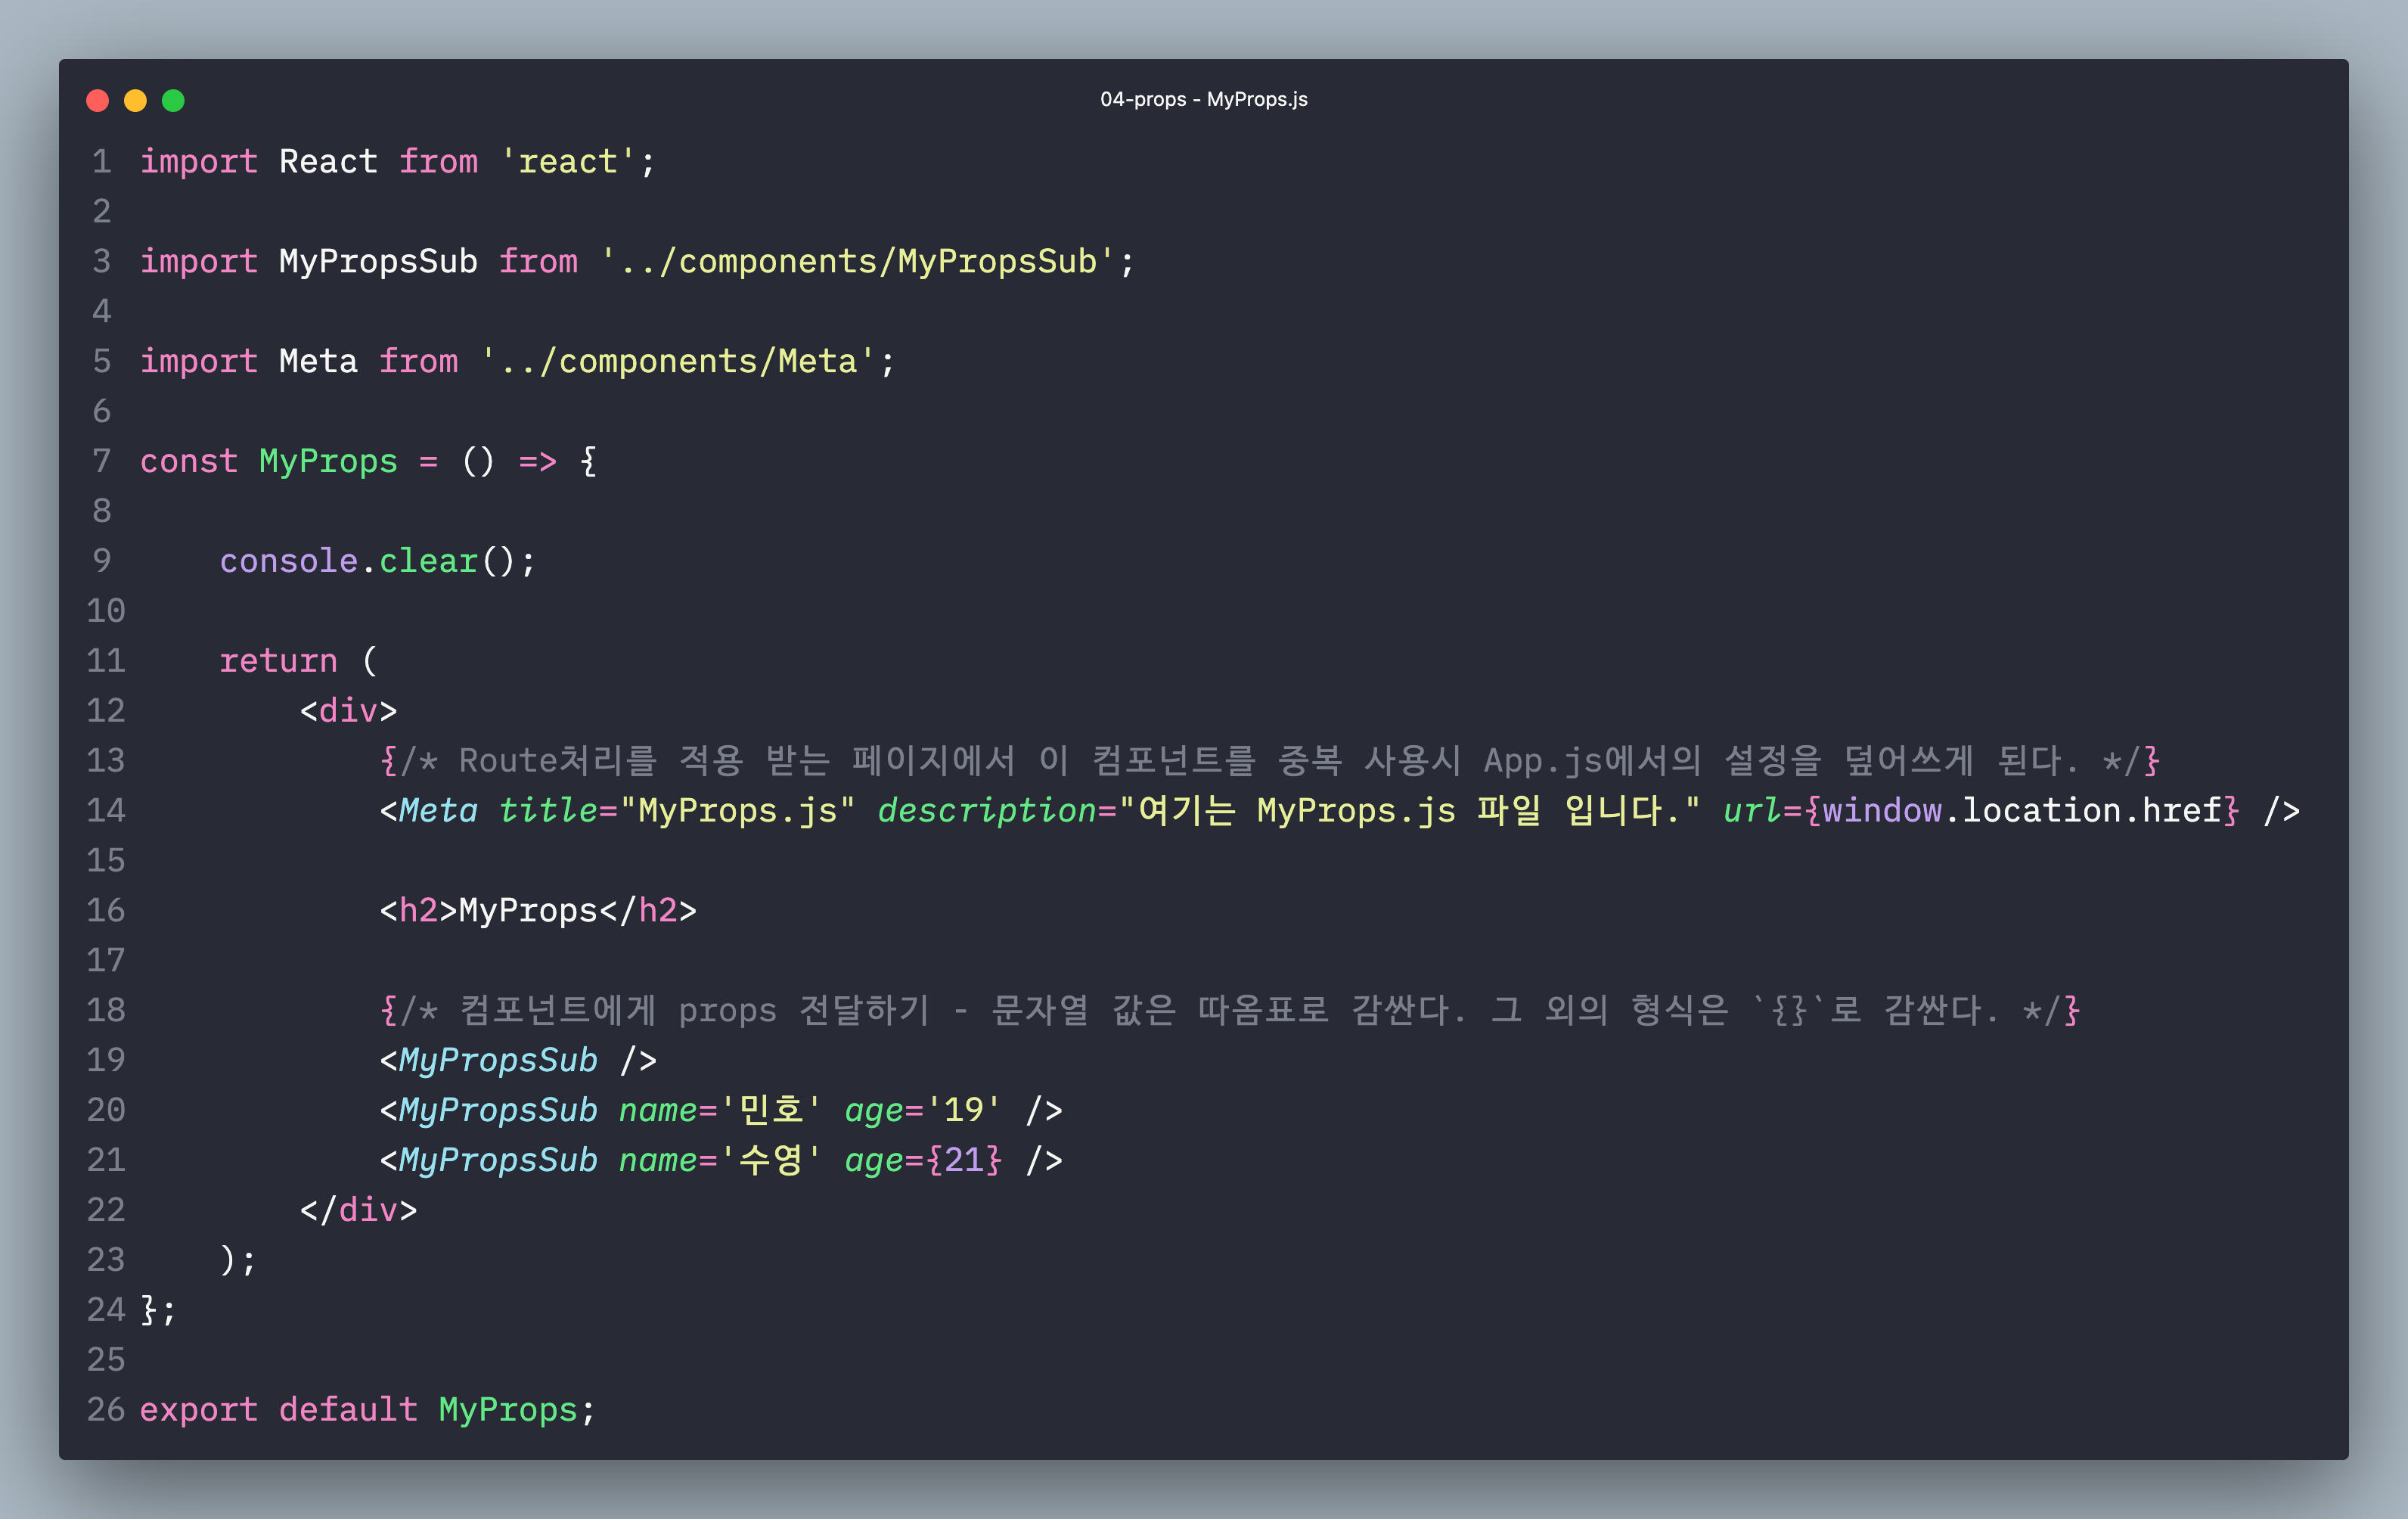 04-props - MyProps.js
1 import React from 'react';
2
3 import MyPropsSub from '../components/MyPropsSub';
4
5 import Meta from '../components/Meta';
6
7 const MyProps = () => {
8
9     console.clear();
10
11     return (
12         <div>
13             {/* Route처리를 적용 받는 페이지에서 이 컴포넌트를 중복 사용시 App.js에서의 설정을 덮어쓰게 된다. */}
14             <Meta title="MyProps.js" description="여기는 MyProps.js 파일 입니다." url={window.location.href} />
15
16             <h2>MyProps</h2>
17
18             {/* 컴포넌트에게 props 전달하기 - 문자열 값은 따옴표로 감싼다. 그 외의 형식은 `{}`로 감싼다. */}
19             <MyPropsSub />
20             <MyPropsSub name='민호' age='19' />
21             <MyPropsSub name='수영' age={21} />
22         </div>
23     );
24 };
25
26 export default MyProps;